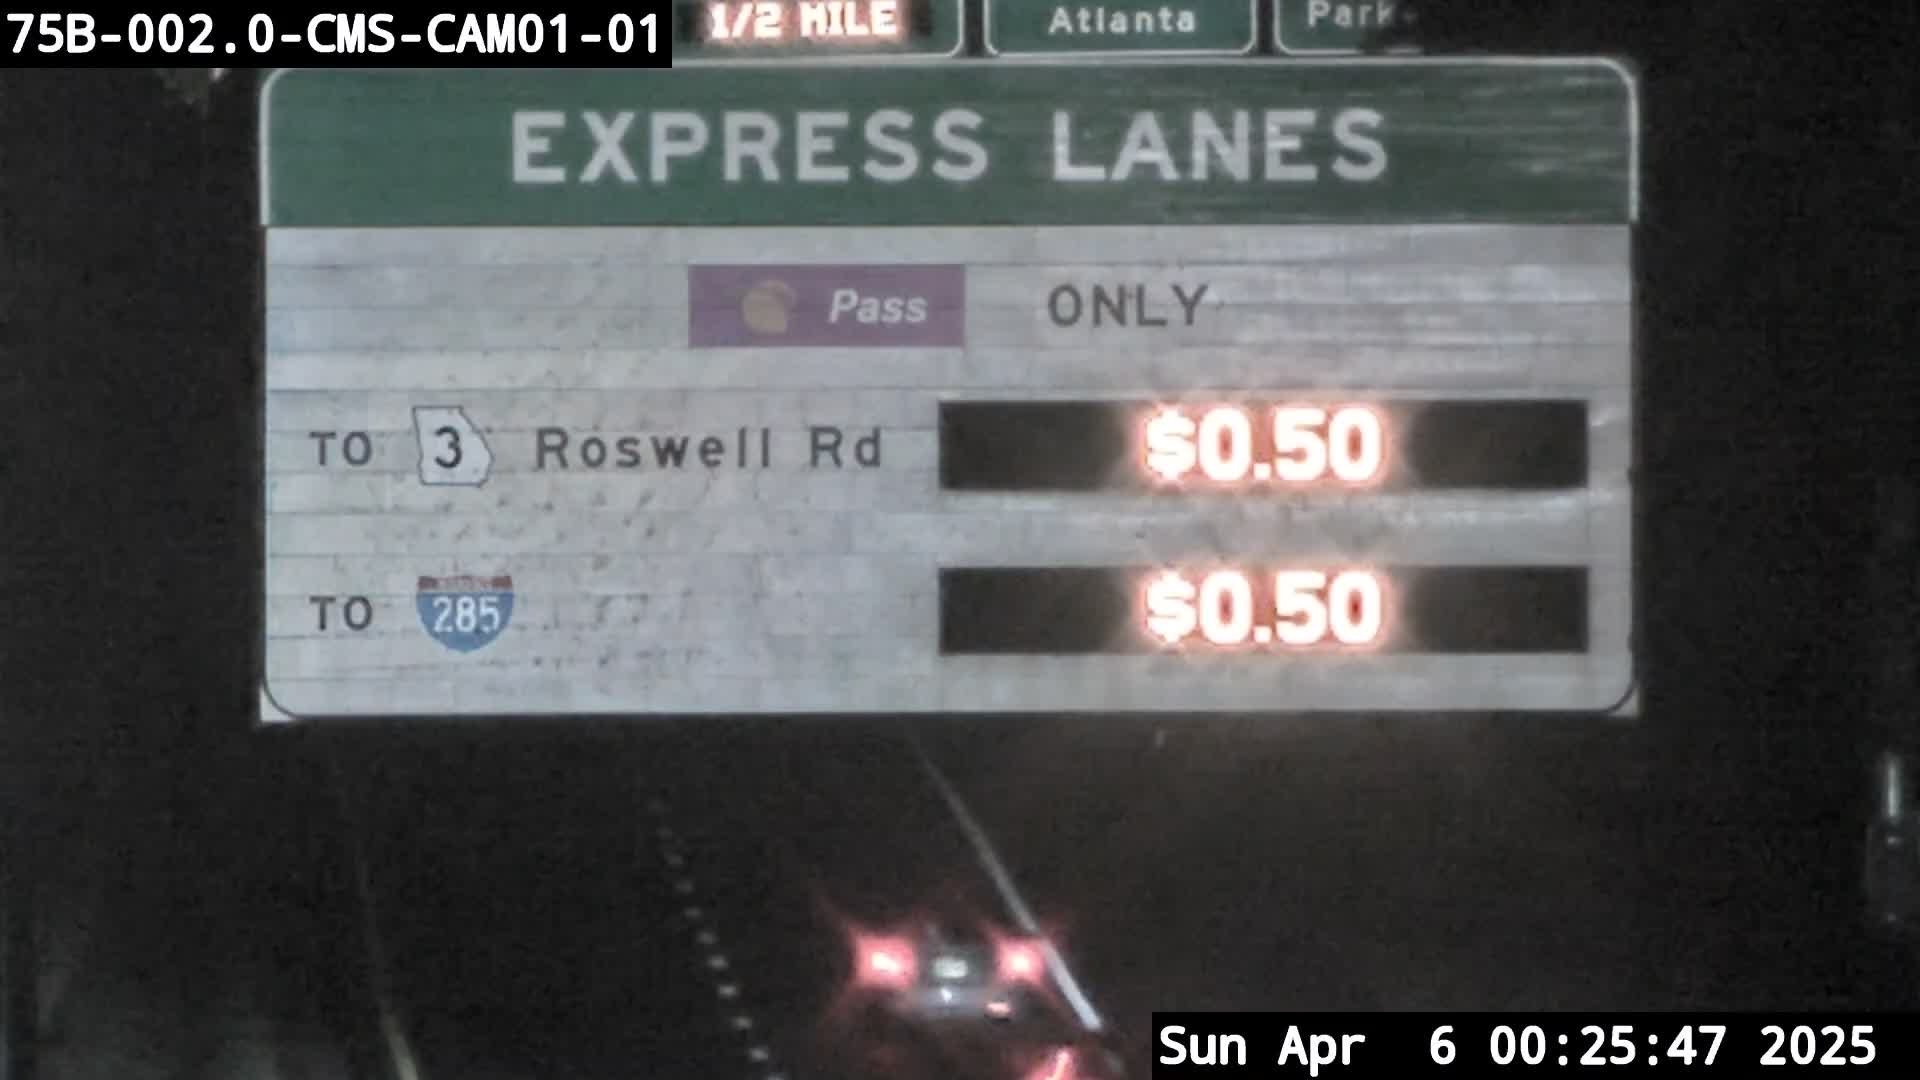 75B-002.0-CMS-CAM01-01
1/2 MILE
Atlanta
Park
EXPRESS LANES
Pass ONLY
TO 3 Roswell Rd $0.50
TO 285 $0.50
Sun Apr 6 00:25:47 2025